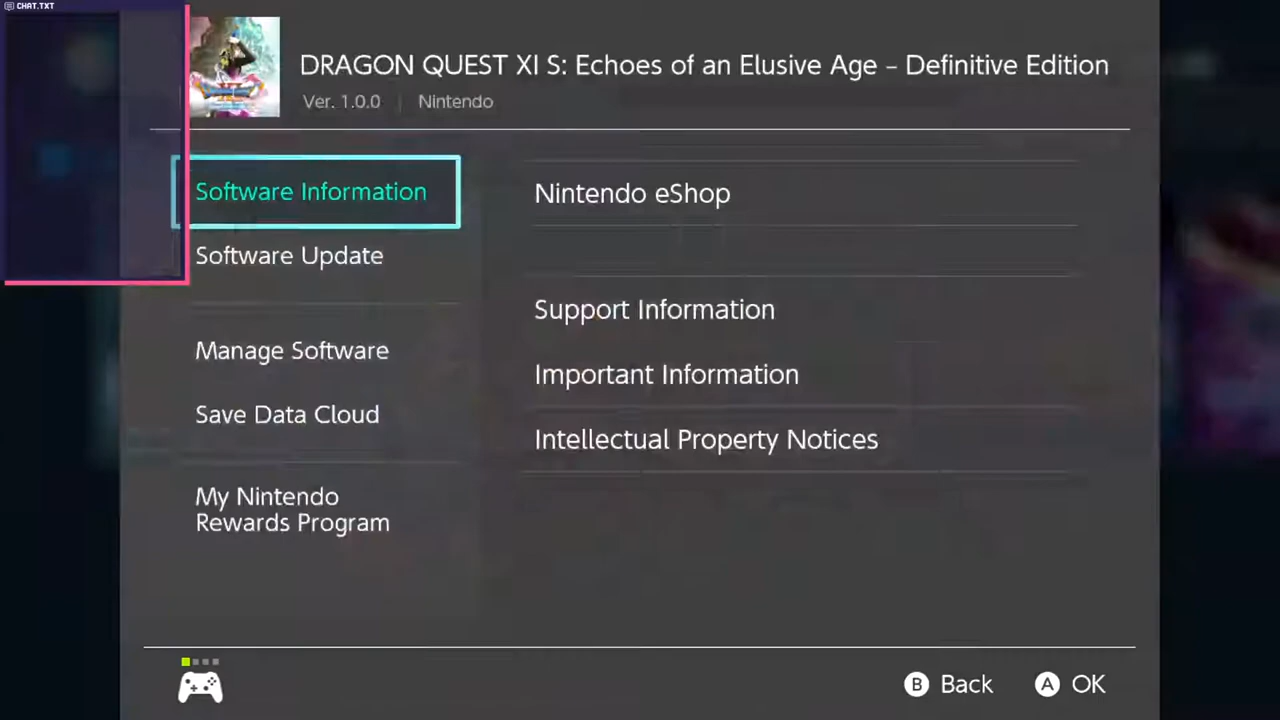 CHAT.TXT
DRAGON QUEST XI S: Echoes of an Elusive Age – Definitive Edition
Ver. 1.0.0 | Nintendo
Software Information
Software Update
Manage Software
Save Data Cloud
My Nintendo
Rewards Program
Nintendo eShop
Support Information
Important Information
Intellectual Property Notices
B Back
A OK